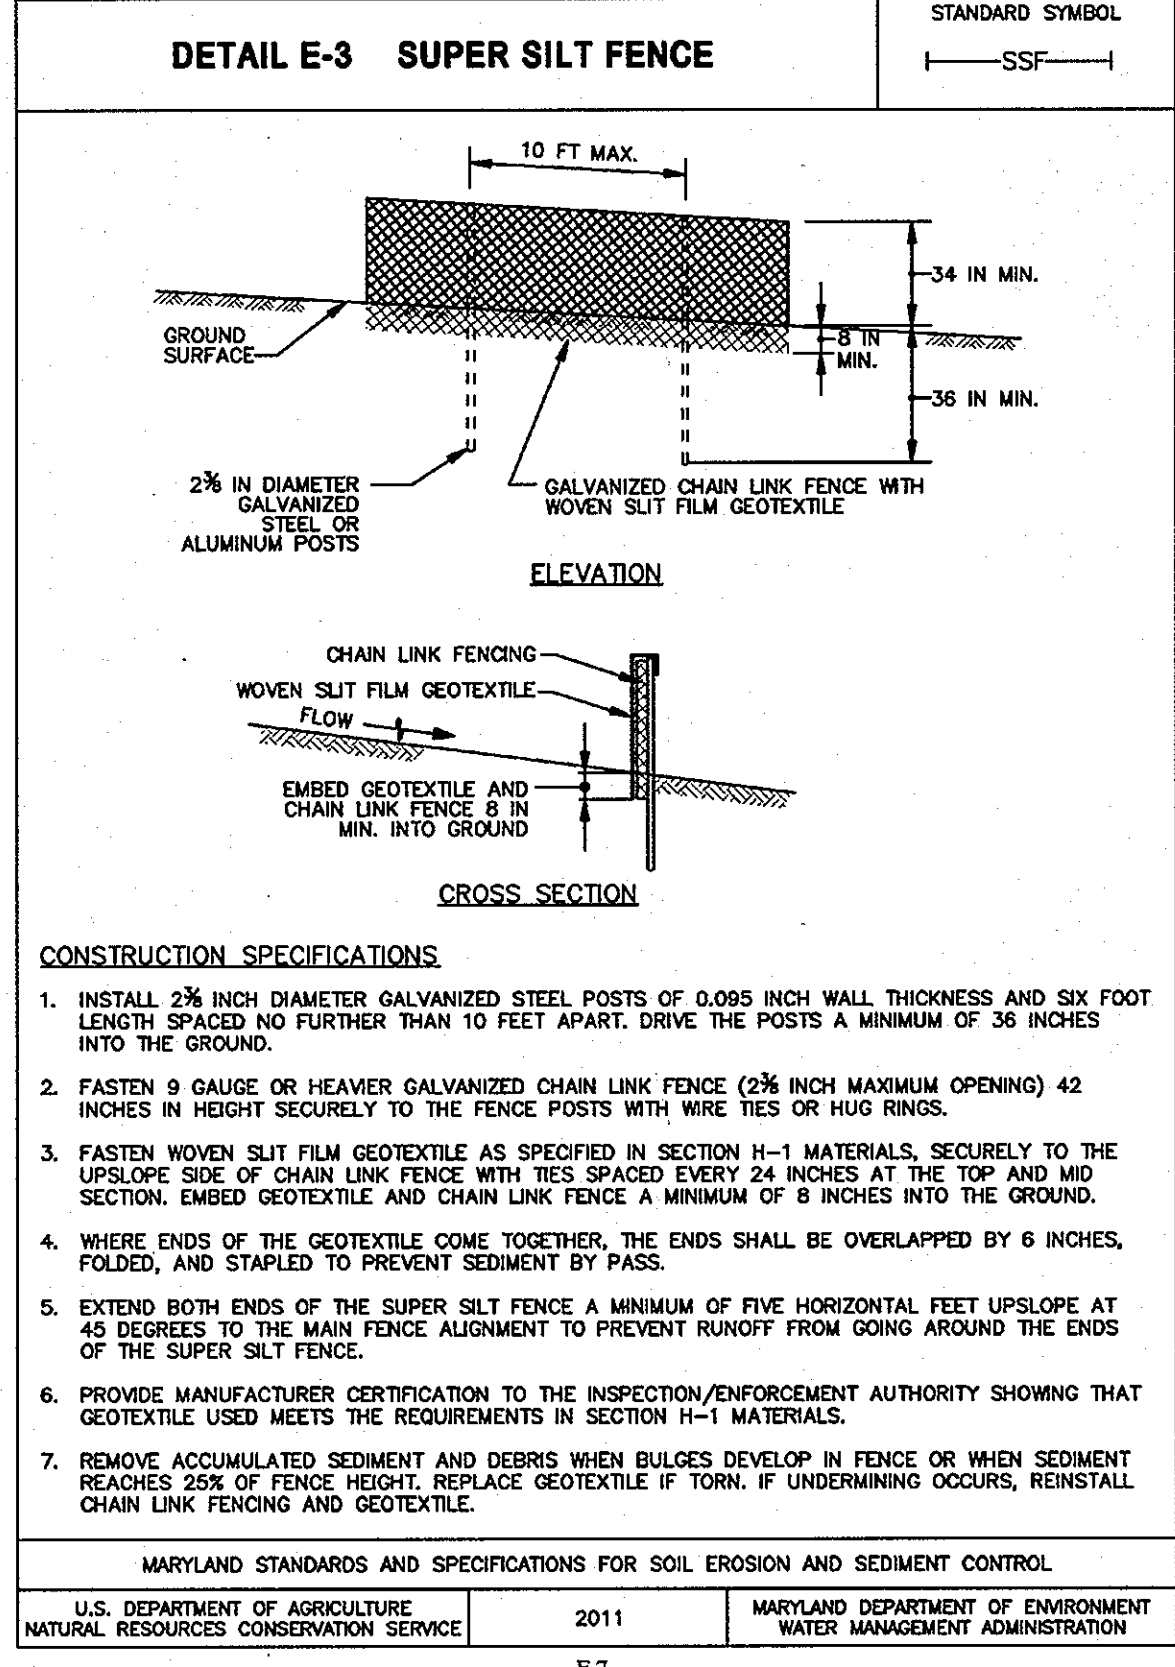 STANDARD SYMBOL
DETAIL E-3 SUPER SILT FENCE
SSF
10 FT MAX.
34 IN MIN.
GROUND
SURFACE
8 IN
MIN.
36 IN MIN.
2⅜ IN DIAMETER
GALVANIZED
STEEL OR
ALUMINUM POSTS
GALVANIZED CHAIN LINK FENCE WITH
WOVEN SLIT FILM GEOTEXTILE
ELEVATION
CHAIN LINK FENCING
WOVEN SLIT FILM GEOTEXTILE
FLOW
EMBED GEOTEXTILE AND
CHAIN LINK FENCE 8 IN
MIN. INTO GROUND
CROSS SECTION
CONSTRUCTION SPECIFICATIONS
1. INSTALL 2⅜ INCH DIAMETER GALVANIZED STEEL POSTS OF 0.095 INCH WALL THICKNESS AND SIX FOOT
LENGTH SPACED NO FURTHER THAN 10 FEET APART. DRIVE THE POSTS A MINIMUM OF 36 INCHES
INTO THE GROUND.
2. FASTEN 9 GAUGE OR HEAVIER GALVANIZED CHAIN LINK FENCE (2⅜ INCH MAXIMUM OPENING) 42
INCHES IN HEIGHT SECURELY TO THE FENCE POSTS WITH WIRE TIES OR HUG RINGS.
3. FASTEN WOVEN SLIT FILM GEOTEXTILE AS SPECIFIED IN SECTION H-1 MATERIALS, SECURELY TO THE
UPSLOPE SIDE OF CHAIN LINK FENCE WITH TIES SPACED EVERY 24 INCHES AT THE TOP AND MID
SECTION. EMBED GEOTEXTILE AND CHAIN LINK FENCE A MINIMUM OF 8 INCHES INTO THE GROUND.
4. WHERE ENDS OF THE GEOTEXTILE COME TOGETHER, THE ENDS SHALL BE OVERLAPPED BY 6 INCHES,
FOLDED, AND STAPLED TO PREVENT SEDIMENT BY PASS.
5. EXTEND BOTH ENDS OF THE SUPER SILT FENCE A MINIMUM OF FIVE HORIZONTAL FEET UPSLOPE AT
45 DEGREES TO THE MAIN FENCE ALIGNMENT TO PREVENT RUNOFF FROM GOING AROUND THE ENDS
OF THE SUPER SILT FENCE.
6. PROVIDE MANUFACTURER CERTIFICATION TO THE INSPECTION/ENFORCEMENT AUTHORITY SHOWING THAT
GEOTEXTILE USED MEETS THE REQUIREMENTS IN SECTION H-1 MATERIALS.
7. REMOVE ACCUMULATED SEDIMENT AND DEBRIS WHEN BULGES DEVELOP IN FENCE OR WHEN SEDIMENT
REACHES 25% OF FENCE HEIGHT. REPLACE GEOTEXTILE IF TORN. IF UNDERMINING OCCURS, REINSTALL
CHAIN LINK FENCING AND GEOTEXTILE.
MARYLAND STANDARDS AND SPECIFICATIONS FOR SOIL EROSION AND SEDIMENT CONTROL
U.S. DEPARTMENT OF AGRICULTURE
NATURAL RESOURCES CONSERVATION SERVICE
2011
MARYLAND DEPARTMENT OF ENVIRONMENT
WATER MANAGEMENT ADMINISTRATION